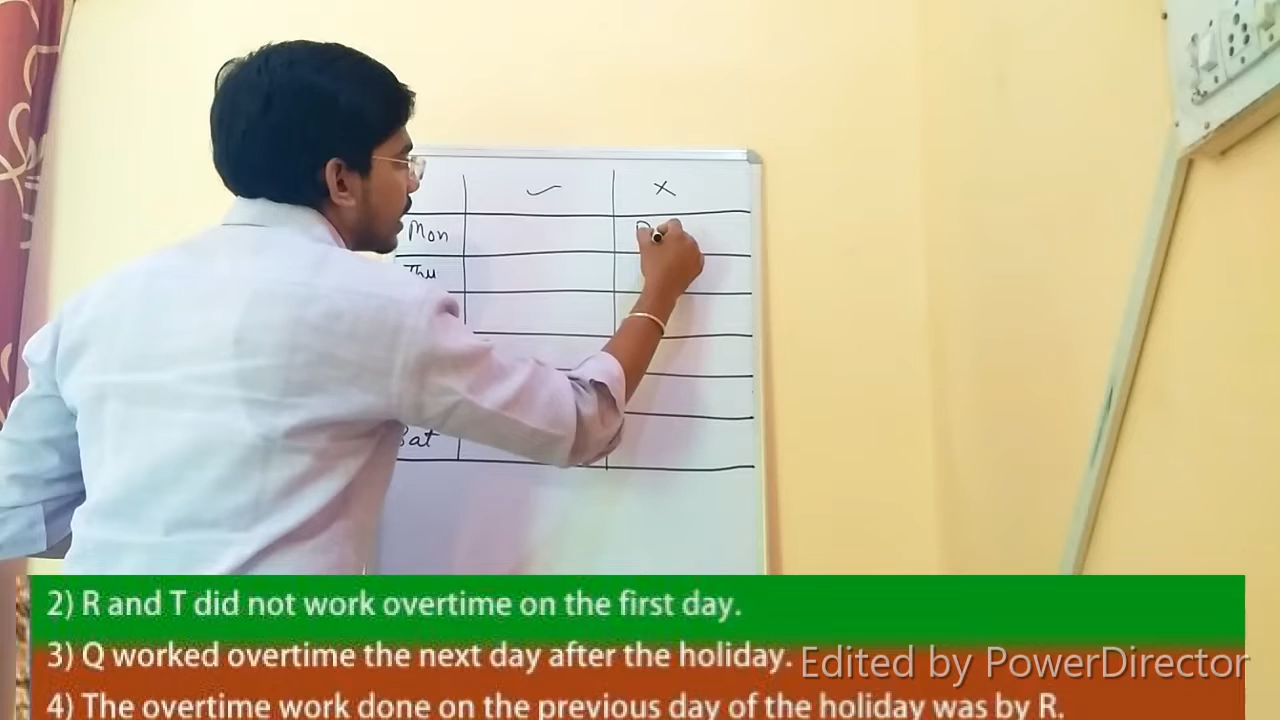 ✓ ×
Mon
Thu
Sat
2) R and T did not work overtime on the first day.
3) Q worked overtime the next day after the holiday.
Edited by PowerDirector
4) The overtime work done on the previous day of the holiday was by R.